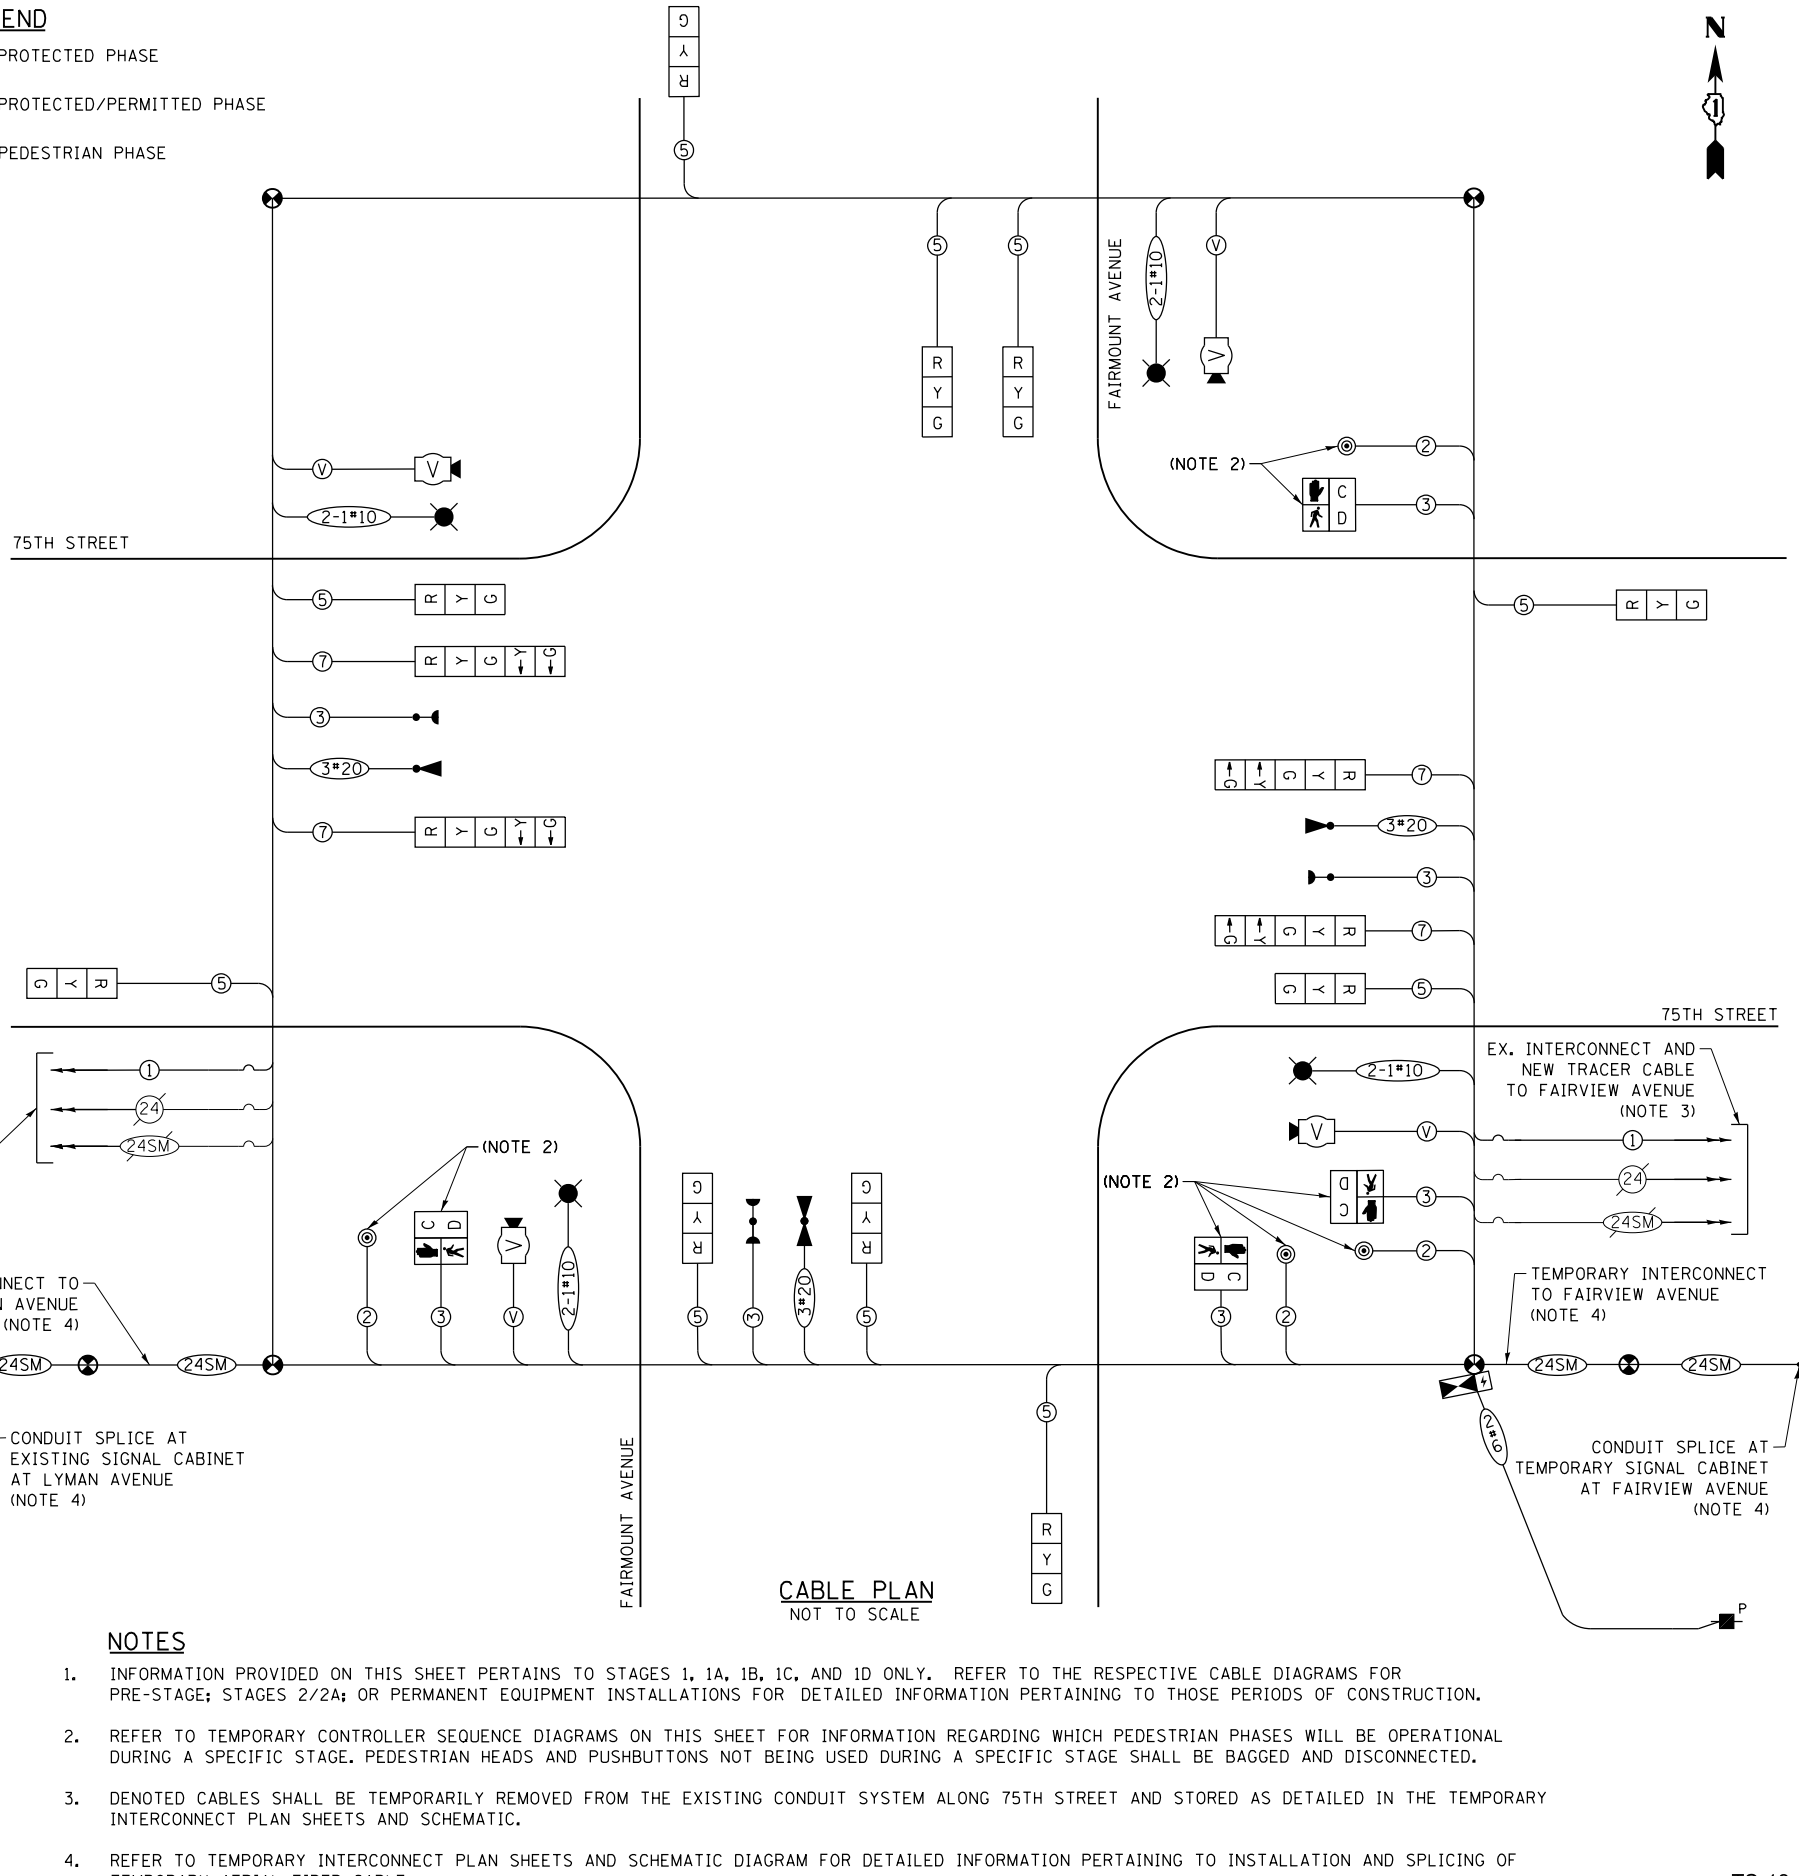 END
PROTECTED PHASE
PROTECTED/PERMITTED PHASE
PEDESTRIAN PHASE
N
1
G
Y
R
5
5
5
2-1#10
V
R
Y
G
R
Y
G
V
FAIRMOUNT AVENUE
(NOTE 2)
2
C
D
3
V
V
2-1#10
75TH STREET
5
R Y G
7
R Y G Y G
3
3#20
7
R Y G Y G
5
R Y G
G Y G Y R
7
3#20
3
G Y G Y R
7
G Y R
5
G Y R
5
75TH STREET
1
24
24SM
2-1#10
V
V
EX. INTERCONNECT AND
NEW TRACER CABLE
TO FAIRVIEW AVENUE
(NOTE 3)
1
24
24SM
(NOTE 2)
C D
2
3
V
V
2-1#10
G
Y
R
5
3
3#20
G
Y
R
5
(NOTE 2)
D
C
3
2
D C
3
2
NNECT TO
AVENUE
(NOTE 4)
24SM
24SM
TEMPORARY INTERCONNECT
TO FAIRVIEW AVENUE
(NOTE 4)
24SM
24SM
2#6
5
R
Y
G
CONDUIT SPLICE AT
EXISTING SIGNAL CABINET
AT LYMAN AVENUE
(NOTE 4)
FAIRMOUNT AVENUE
CONDUIT SPLICE AT
TEMPORARY SIGNAL CABINET
AT FAIRVIEW AVENUE
(NOTE 4)
P
CABLE PLAN
NOT TO SCALE
NOTES
1. INFORMATION PROVIDED ON THIS SHEET PERTAINS TO STAGES 1, 1A, 1B, 1C, AND 1D ONLY. REFER TO THE RESPECTIVE CABLE DIAGRAMS FOR
PRE-STAGE; STAGES 2/2A; OR PERMANENT EQUIPMENT INSTALLATIONS FOR DETAILED INFORMATION PERTAINING TO THOSE PERIODS OF CONSTRUCTION.
2. REFER TO TEMPORARY CONTROLLER SEQUENCE DIAGRAMS ON THIS SHEET FOR INFORMATION REGARDING WHICH PEDESTRIAN PHASES WILL BE OPERATIONAL
DURING A SPECIFIC STAGE. PEDESTRIAN HEADS AND PUSHBUTTONS NOT BEING USED DURING A SPECIFIC STAGE SHALL BE BAGGED AND DISCONNECTED.
3. DENOTED CABLES SHALL BE TEMPORARILY REMOVED FROM THE EXISTING CONDUIT SYSTEM ALONG 75TH STREET AND STORED AS DETAILED IN THE TEMPORARY
INTERCONNECT PLAN SHEETS AND SCHEMATIC.
4. REFER TO TEMPORARY INTERCONNECT PLAN SHEETS AND SCHEMATIC DIAGRAM FOR DETAILED INFORMATION PERTAINING TO INSTALLATION AND SPLICING OF